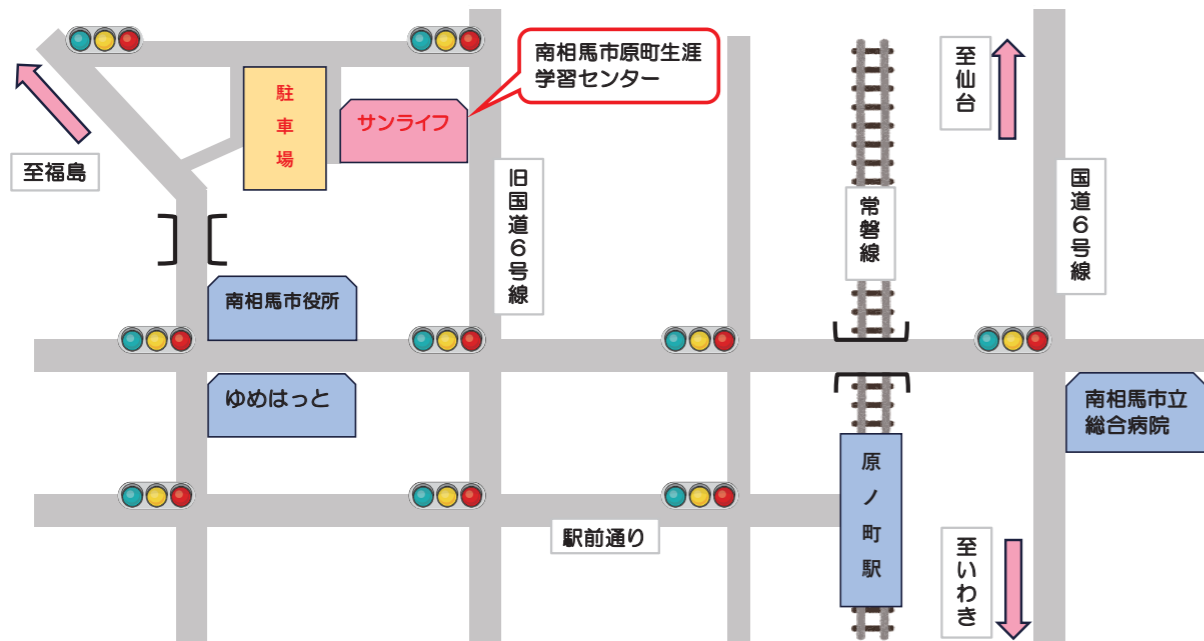 南相馬市原町生涯
学習センター
至仙台
駐車場
サンライフ
至福島
旧国道6号線
常磐線
国道6号線
南相馬市役所
ゆめはっと
南相馬市立
総合病院
原ノ町駅
駅前通り
至いわき